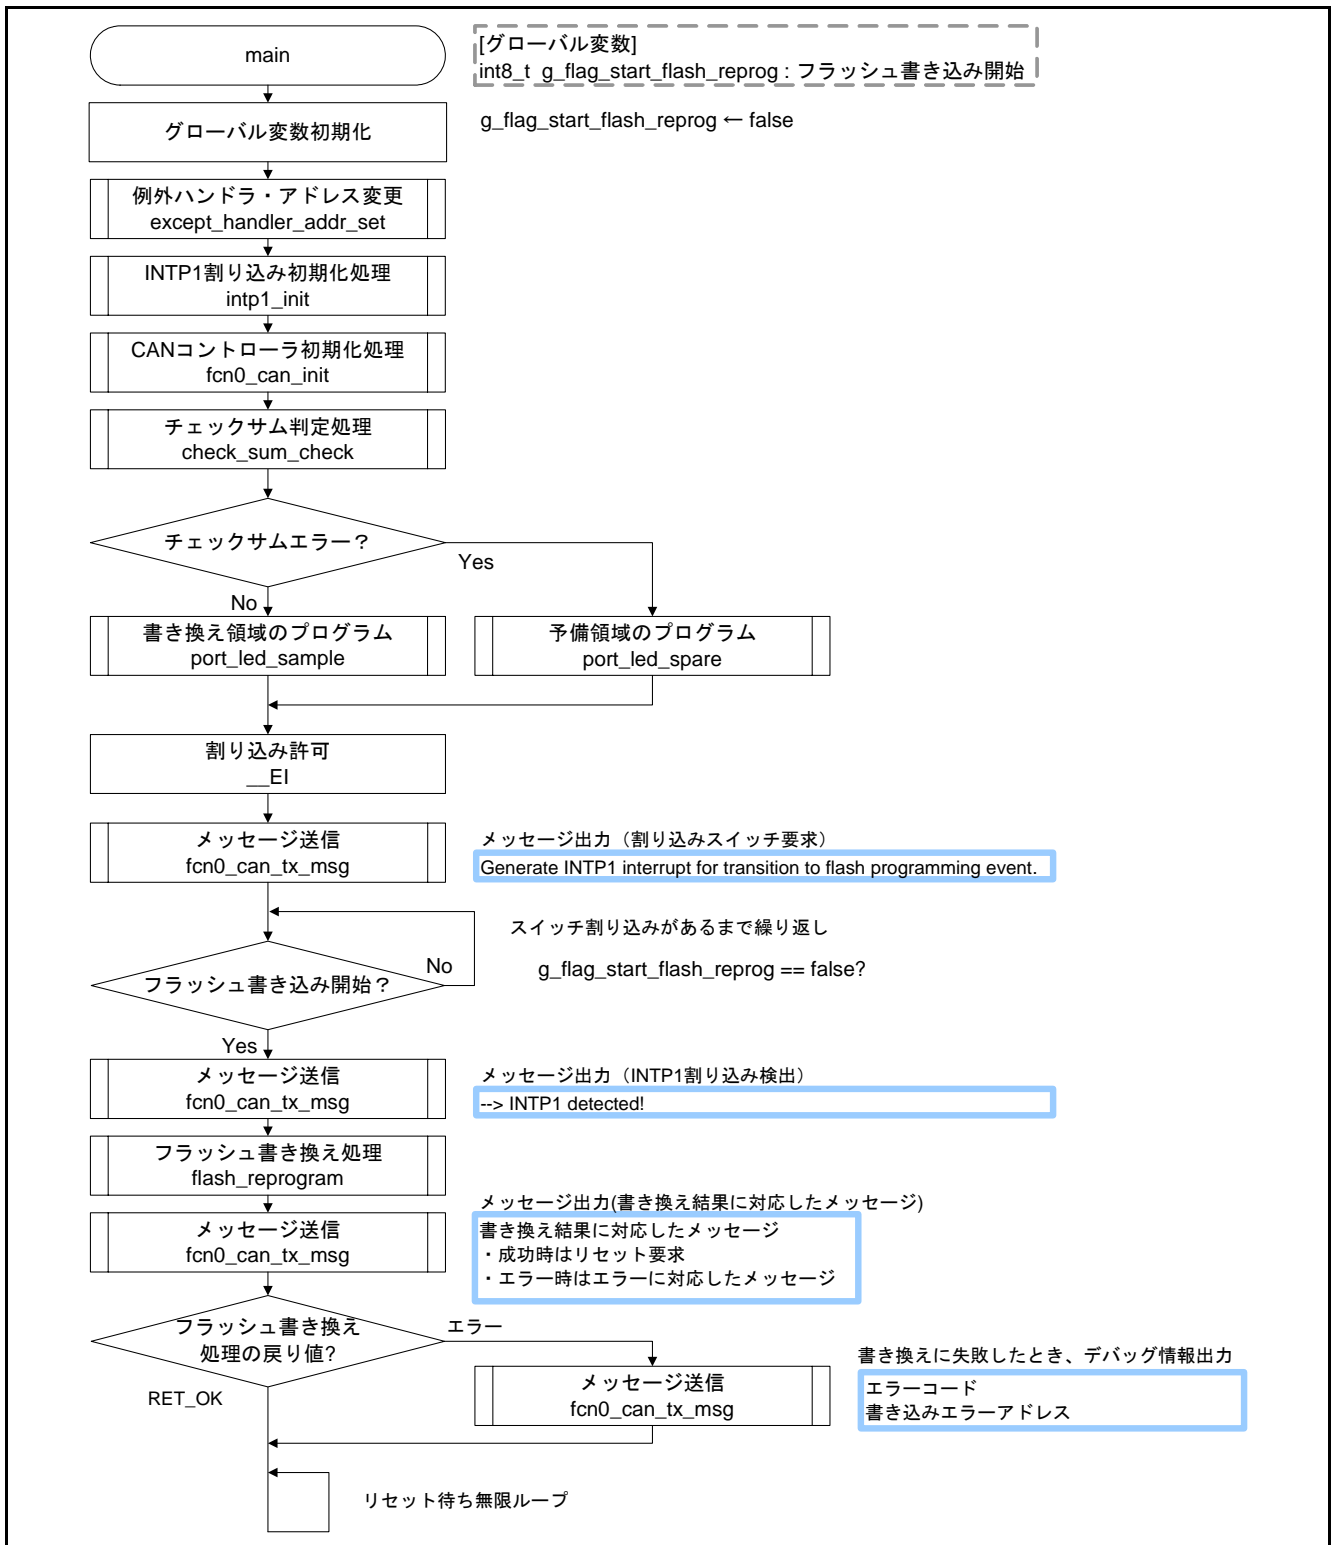 main
[グローバル変数]
int8_t g_flag_start_flash_reprog : フラッシュ書き込み開始
グローバル変数初期化
g_flag_start_flash_reprog ← false
例外ハンドラ・アドレス変更
except_handler_addr_set
INTP1割り込み初期化処理
intp1_init
CANコントローラ初期化処理
fcn0_can_init
チェックサム判定処理
check_sum_check
チェックサムエラー？
Yes
No
書き換え領域のプログラム
port_led_sample
予備領域のプログラム
port_led_spare
割り込み許可
__EI
メッセージ送信
fcn0_can_tx_msg
メッセージ出力（割り込みスイッチ要求）
Generate INTP1 interrupt for transition to flash programming event.
スイッチ割り込みがあるまで繰り返し
フラッシュ書き込み開始？
No
g_flag_start_flash_reprog == false?
Yes
メッセージ送信
fcn0_can_tx_msg
メッセージ出力（INTP1割り込み検出）
--> INTP1 detected!
フラッシュ書き換え処理
flash_reprogram
メッセージ送信
fcn0_can_tx_msg
メッセージ出力(書き換え結果に対応したメッセージ)
書き換え結果に対応したメッセージ
・成功時はリセット要求
・エラー時はエラーに対応したメッセージ
フラッシュ書き換え
処理の戻り値?
エラー
RET_OK
メッセージ送信
fcn0_can_tx_msg
書き換えに失敗したとき、デバッグ情報出力
エラーコード
書き込みエラーアドレス
リセット待ち無限ループ